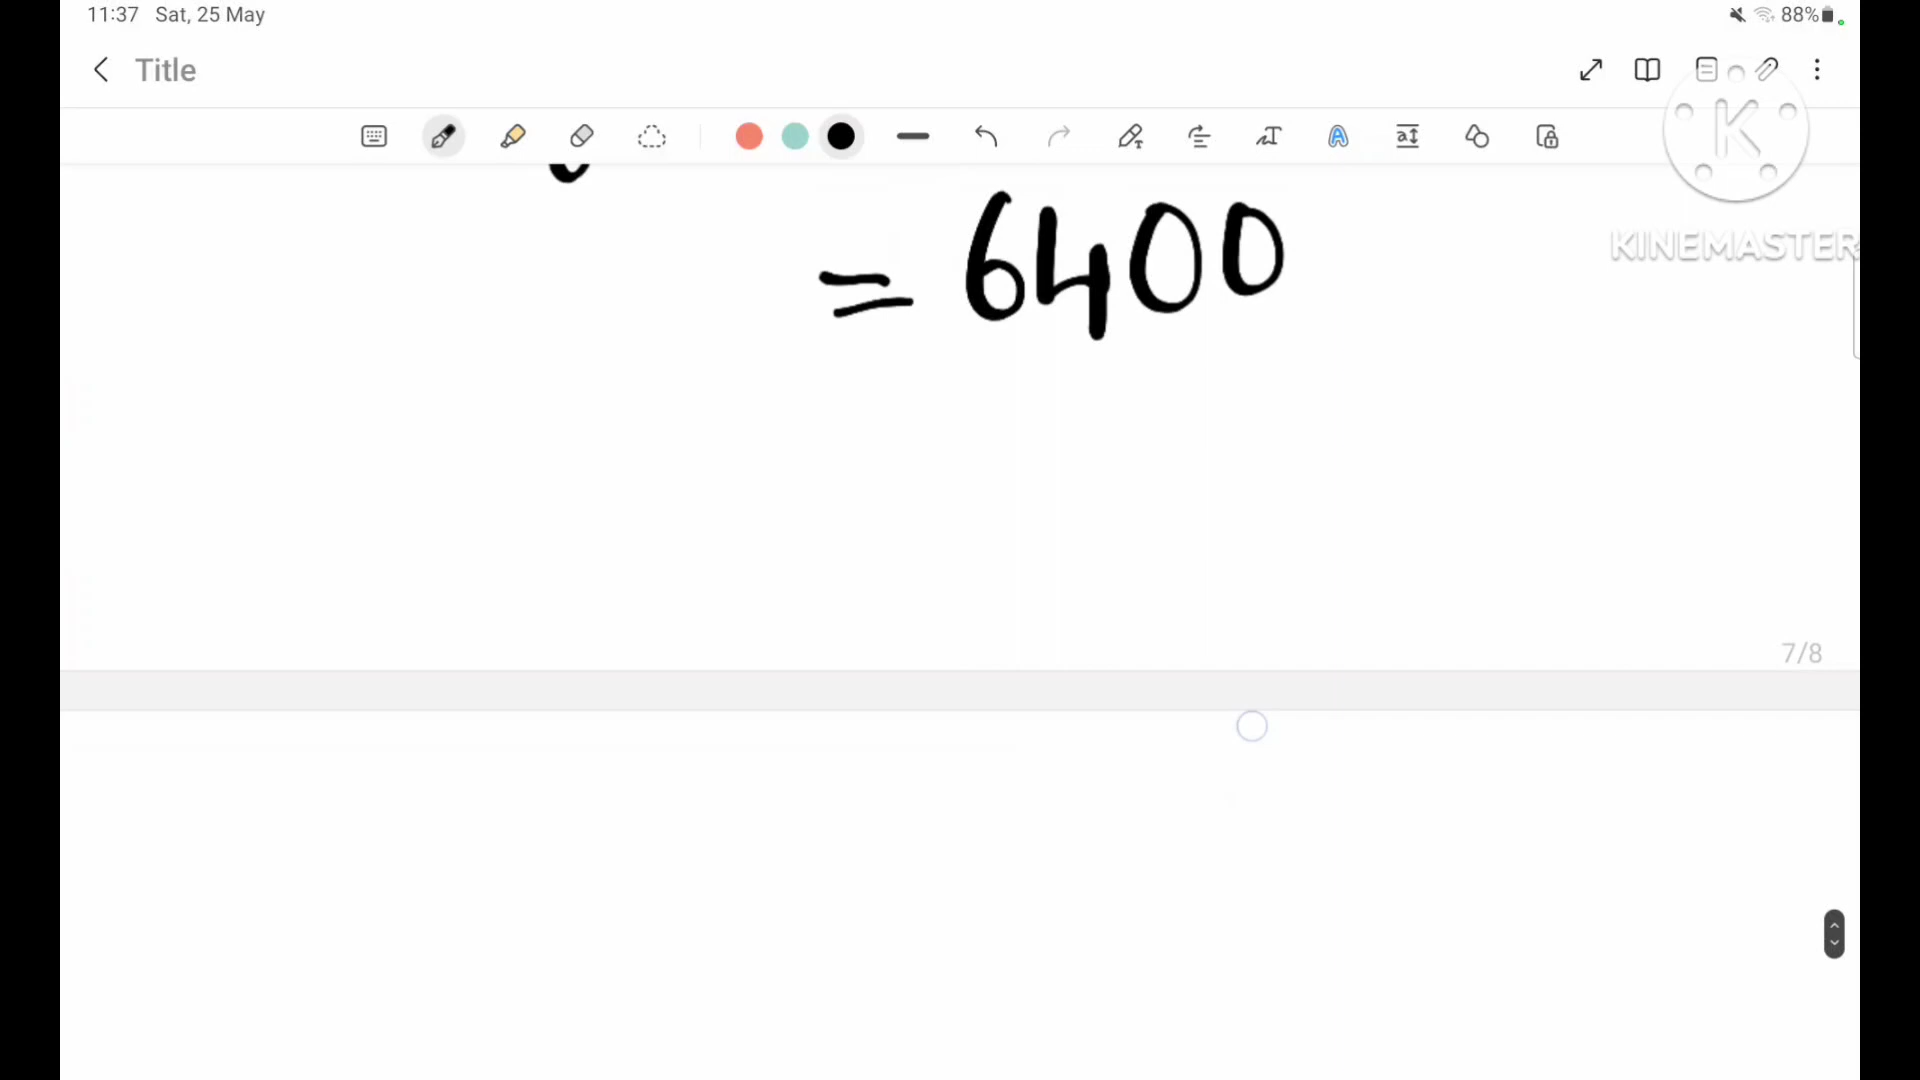 11:37 Sat, 25 May 88%
Title
K
KINEMASTER
= 6400
7/8